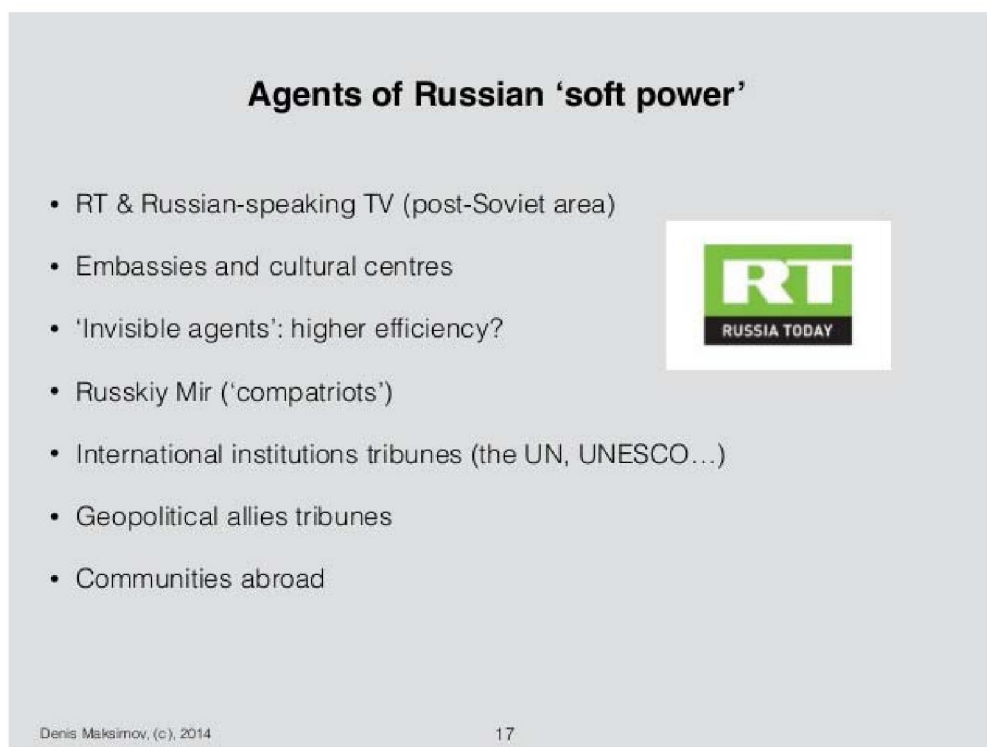 Agents of Russian ‘soft power’
• RT & Russian-speaking TV (post-Soviet area)
• Embassies and cultural centres
• ‘Invisible agents’: higher efficiency?
• Russkiy Mir (‘compatriots’)
• International institutions tribunes (the UN, UNESCO…)
• Geopolitical allies tribunes
• Communities abroad
RT
RUSSIA TODAY
Denis Maksimov, (c), 2014
17